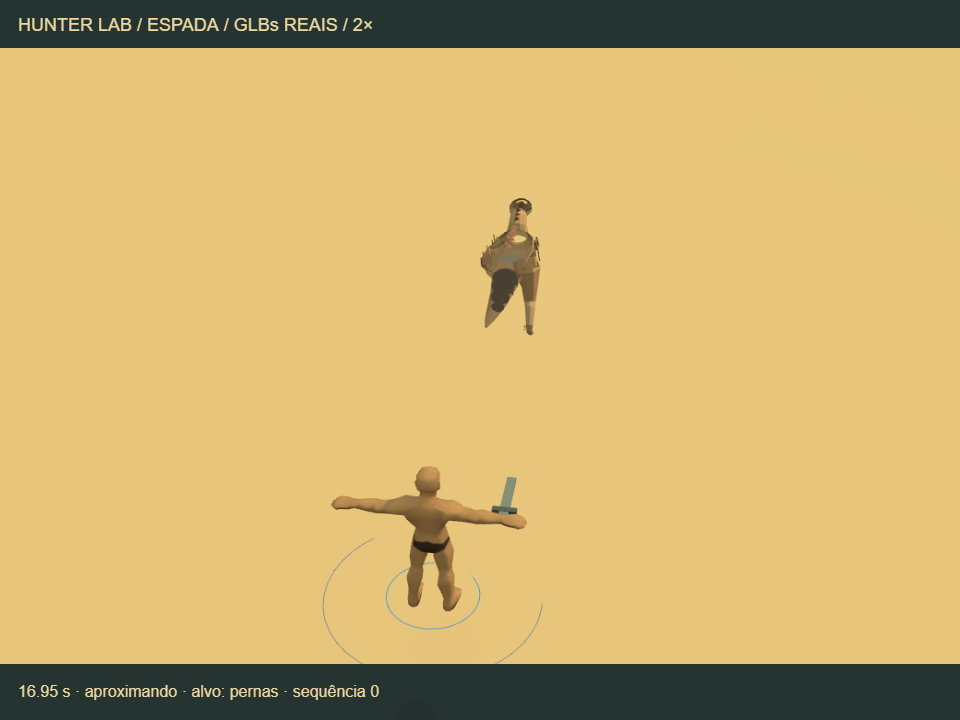 HUNTER LAB / ESPADA / GLBs REAIS / 2×
16.95 s · aproximando · alvo: pernas · sequência 0